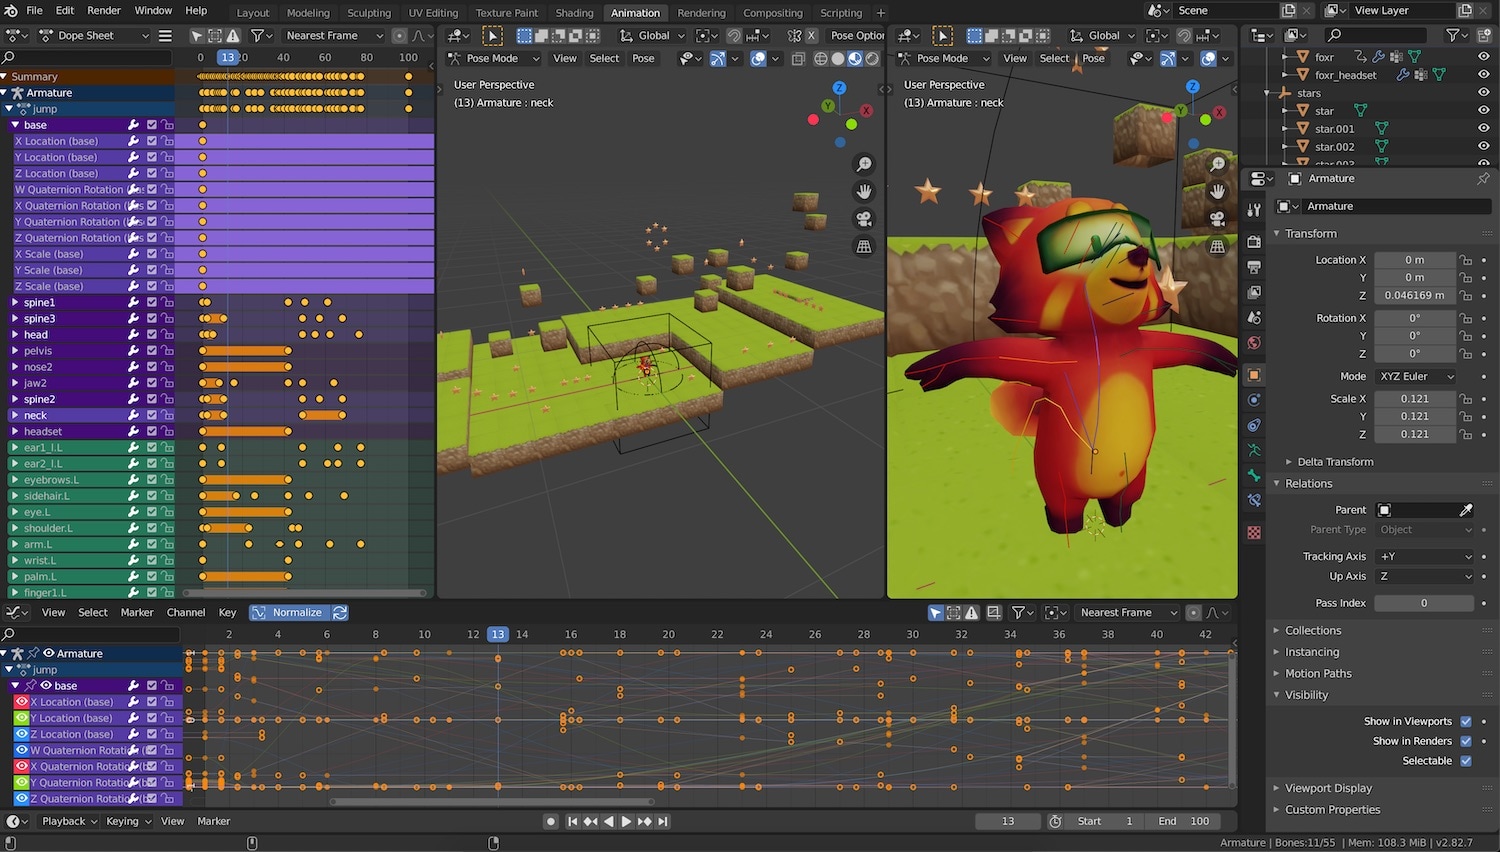 File Edit Render Window Help Layout Modeling Sculpting UV Editing Texture Paint Shading Animation Rendering Compositing Scripting + Scene View Layer
Dope Sheet Nearest Frame Global Pose Option Global
0 13 20 40 60 80 100
Pose Mode View Select Pose
Pose Mode View Select Pose
Summary
Armature
jump
base
X Location (base)
Y Location (base)
Z Location (base)
W Quaternion Rotation
X Quaternion Rotation
Y Quaternion Rotation
Z Quaternion Rotation
X Scale (base)
Y Scale (base)
Z Scale (base)
spine1
spine3
head
pelvis
nose2
jaw2
spine2
neck
headset
ear1_l.L
ear2_l.L
eyebrows.L
sidehair.L
eye.L
shoulder.L
arm.L
wrist.L
palm.L
finger1.L
User Perspective
(13) Armature : neck
Z
Y
X
User Perspective
(13) Armature : neck
Z
Y
X
foxr
foxr_headset
stars
star
star.001
star.002
Armature
Armature
Transform
Location X 0 m
Y 0 m
Z 0.046169 m
Rotation X 0°
Y 0°
Z 0°
Mode XYZ Euler
Scale X 0.121
Y 0.121
Z 0.121
Delta Transform
Relations
Parent
Parent Type Object
Tracking Axis +Y
Up Axis Z
Pass Index 0
Collections
Instancing
Motion Paths
Visibility
Show in Viewports
Show in Renders
Selectable
Viewport Display
Custom Properties
View Select Marker Channel Key Normalize Nearest Frame
2 4 6 8 10 12 13 14 16 18 20 22 24 26 28 30 32 34 36 38 40 42
Armature
jump
base
X Location (base)
Y Location (base)
Z Location (base)
W Quaternion Rotati
X Quaternion Rotatio
Y Quaternion Rotatio
Z Quaternion Rotatio
Playback Keying View Marker 13 Start 1 End 100
Armature | Bones:11/55 | Mem: 108.3 MiB | v2.82.7